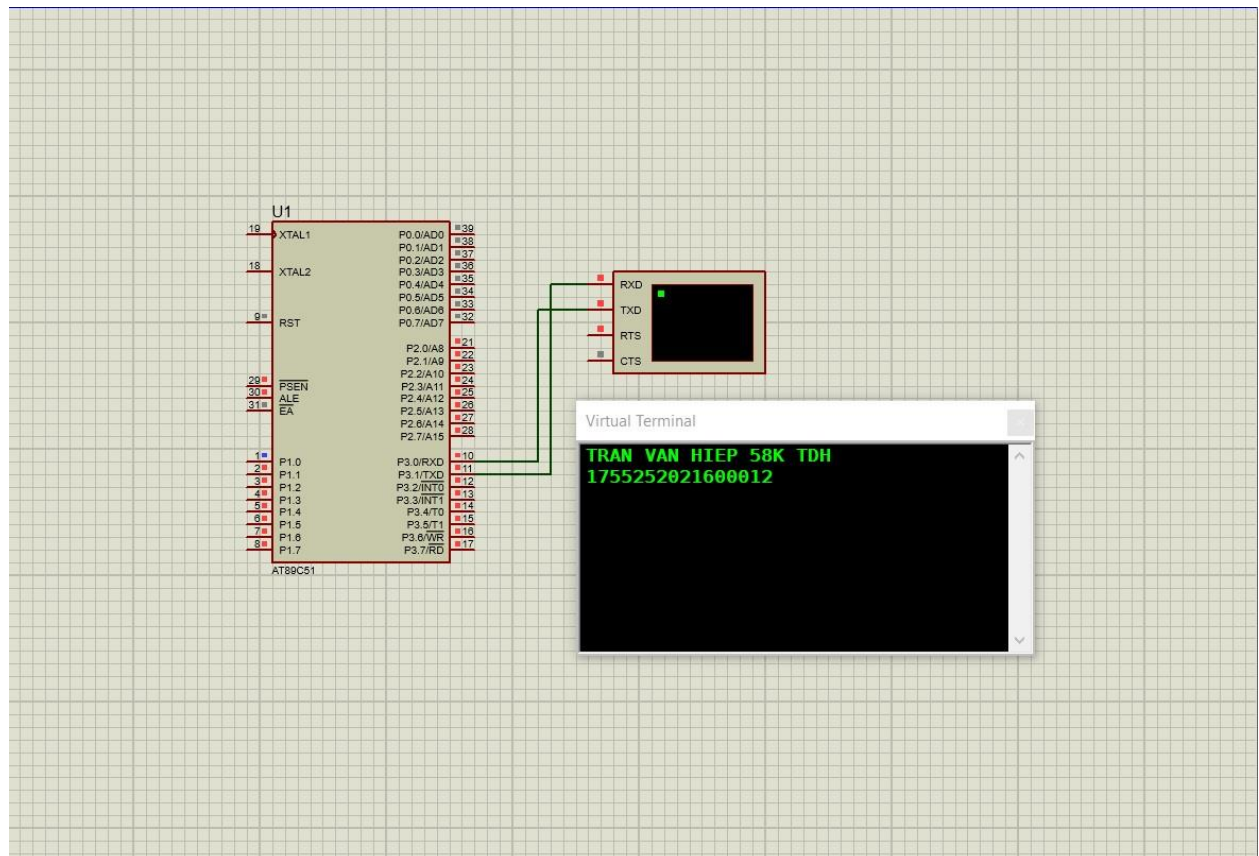 U1
19 XTAL1
18 XTAL2
9 RST
29 PSEN
30 ALE
31 EA
1 P1.0
2 P1.1
3 P1.2
4 P1.3
5 P1.4
6 P1.5
7 P1.6
8 P1.7
P0.0/AD0 39
P0.1/AD1 38
P0.2/AD2 37
P0.3/AD3 36
P0.4/AD4 35
P0.5/AD5 34
P0.6/AD6 33
P0.7/AD7 32
P2.0/A8 21
P2.1/A9 22
P2.2/A10 23
P2.3/A11 24
P2.4/A12 25
P2.5/A13 26
P2.6/A14 27
P2.7/A15 28
P3.0/RXD 10
P3.1/TXD 11
P3.2/INT0 12
P3.3/INT1 13
P3.4/T0 14
P3.5/T1 15
P3.6/WR 16
P3.7/RD 17
AT89C51
RXD
TXD
RTS
CTS
Virtual Terminal
TRAN VAN HIEP 58K TDH
1755252021600012